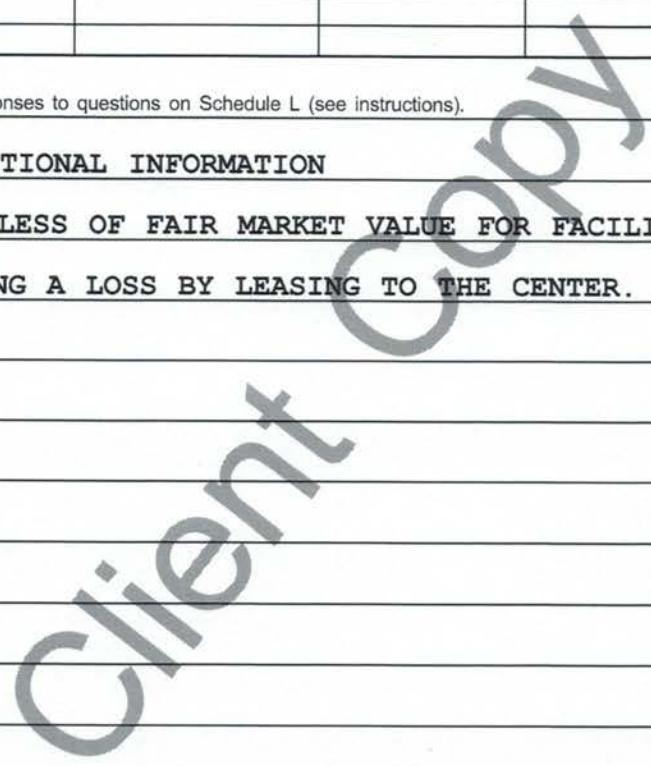 onses to questions on Schedule L (see instructions).
TIONAL INFORMATION
LESS OF FAIR MARKET VALUE FOR FACILI
NG A LOSS BY LEASING TO THE CENTER.
Client Copy